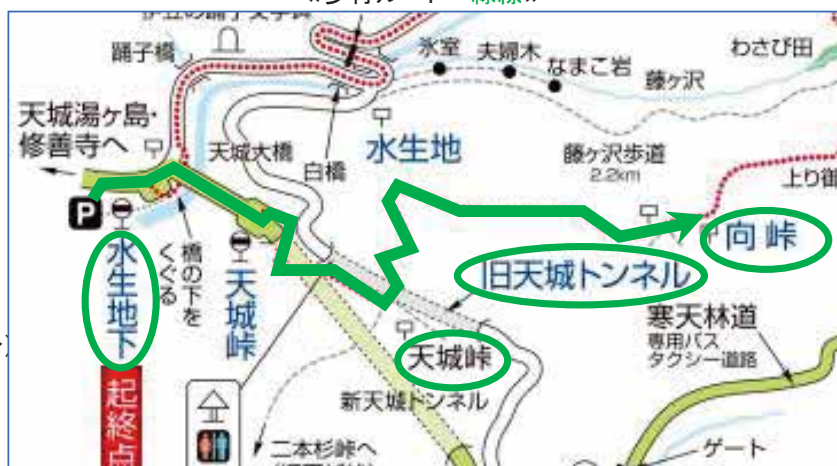 踊子橋
氷室
夫婦木
なまこ岩
わさび田
藤ヶ沢
天城湯ヶ島・
修善寺へ
天城大橋
白橋
水生地
藤ヶ沢歩道
2.2km
上り御
P
水生地下
橋の下を
くぐる
天城峠
向峠
旧天城トンネル
天城峠
寒天林道
専用バス
タクシー道路
新天城トンネル
起終点
二本杉峠へ
ゲート